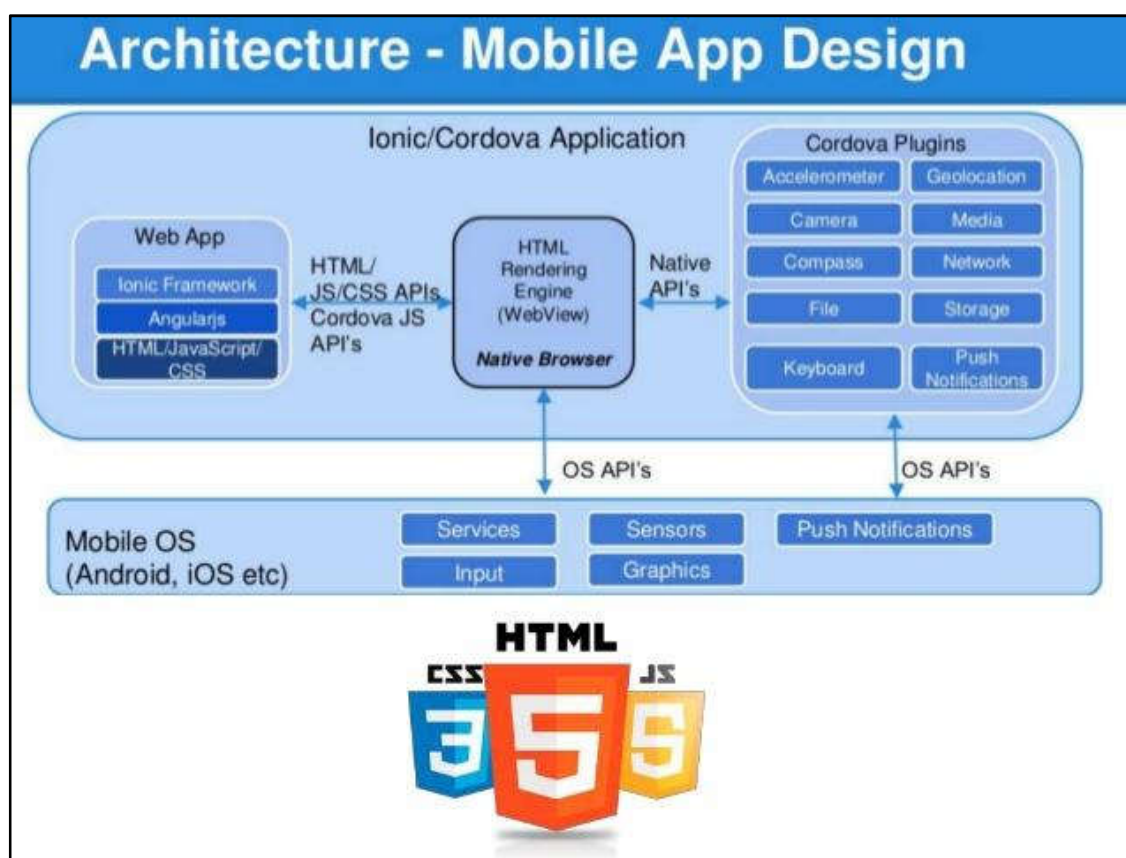 Architecture - Mobile App Design
Ionic/Cordova Application
Web App
Ionic Framework
Angularjs
HTML/JavaScript/
CSS
HTML/
JS/CSS APIs
Cordova JS
API's
HTML
Rendering
Engine
(WebView)
Native Browser
Native
API's
Cordova Plugins
Accelerometer
Geolocation
Camera
Media
Compass
Network
File
Storage
Keyboard
Push
Notifications
OS API's
OS API's
Mobile OS
(Android, iOS etc)
Services
Sensors
Push Notifications
Input
Graphics
HTML
CSS
JS
3
5
S